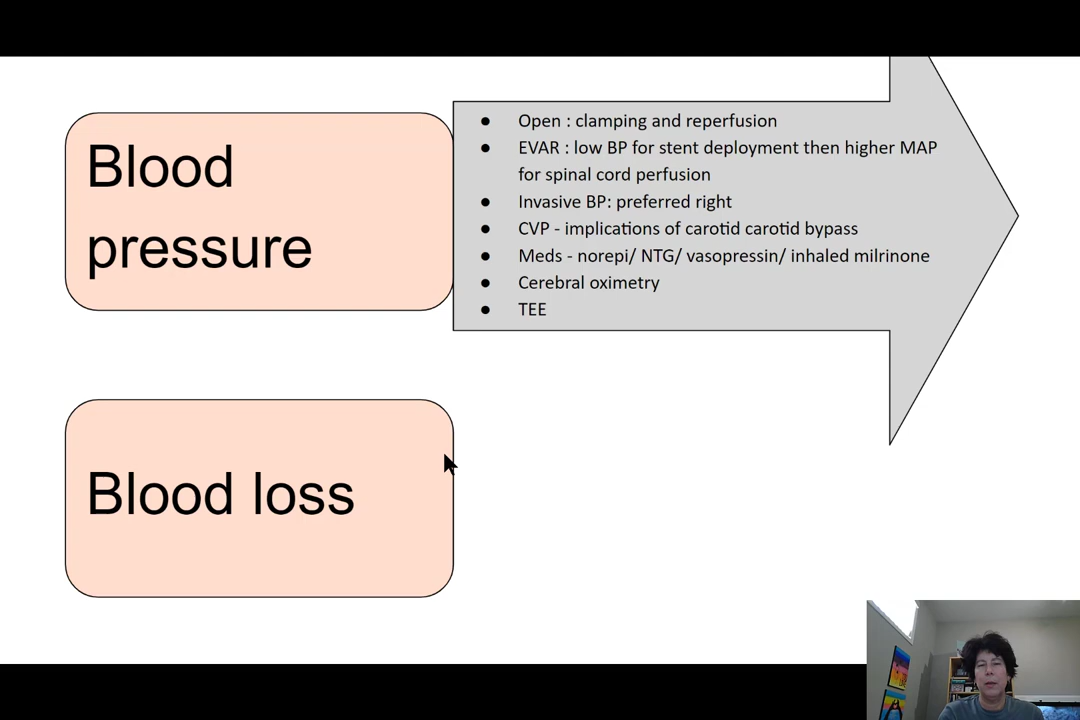 Blood
pressure
● Open : clamping and reperfusion
● EVAR : low BP for stent deployment then higher MAP
for spinal cord perfusion
● Invasive BP: preferred right
● CVP - implications of carotid carotid bypass
● Meds - norepi/ NTG/ vasopressin/ inhaled milrinone
● Cerebral oximetry
● TEE
Blood loss